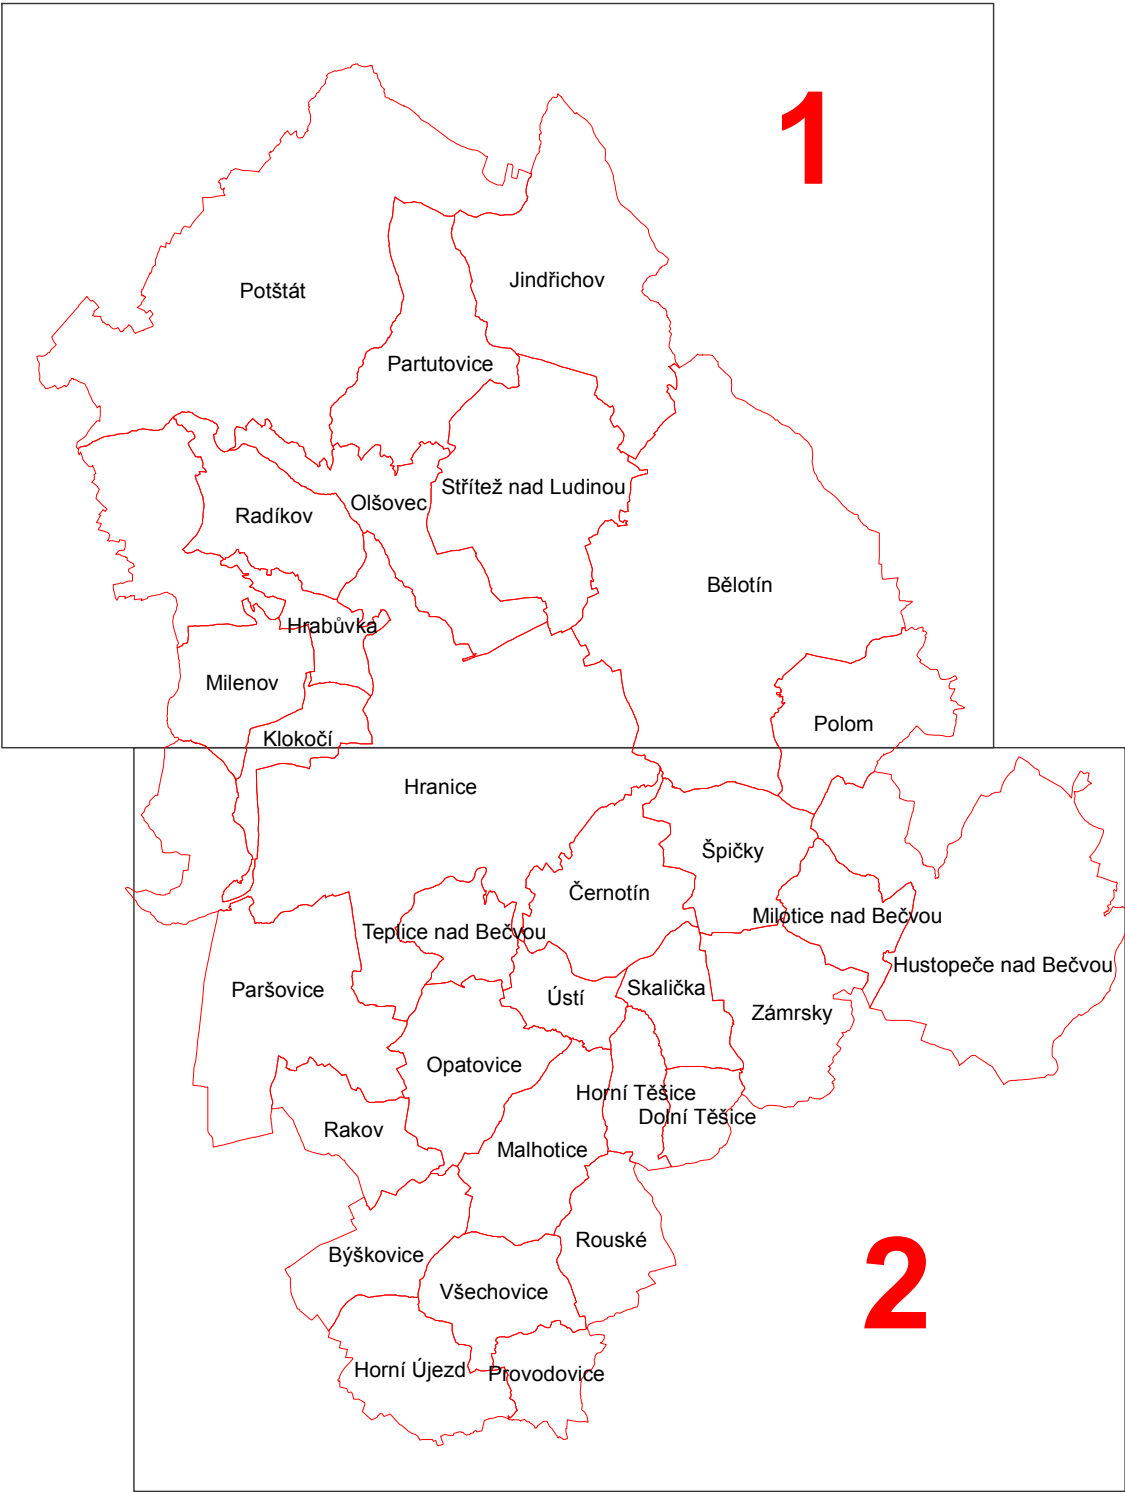 1
Jindřichov
Potštát
Partutovice
Střítež nad Ludinou
Olšovec
Radíkov
Bělotín
Hrabůvka
Milenov
Polom
Klokočí
Hranice
Špičky
Černotín
Milotice nad Bečvou
Teplice nad Bečvou
Hustopeče nad Bečvou
Skalička
Paršovice
Ústí
Zámrsky
Opatovice
Horní Těšice
Dolní Těšice
Rakov
Malhotice
Rouské
Býškovice
2
Všechovice
Horní Újezd
Provodovice